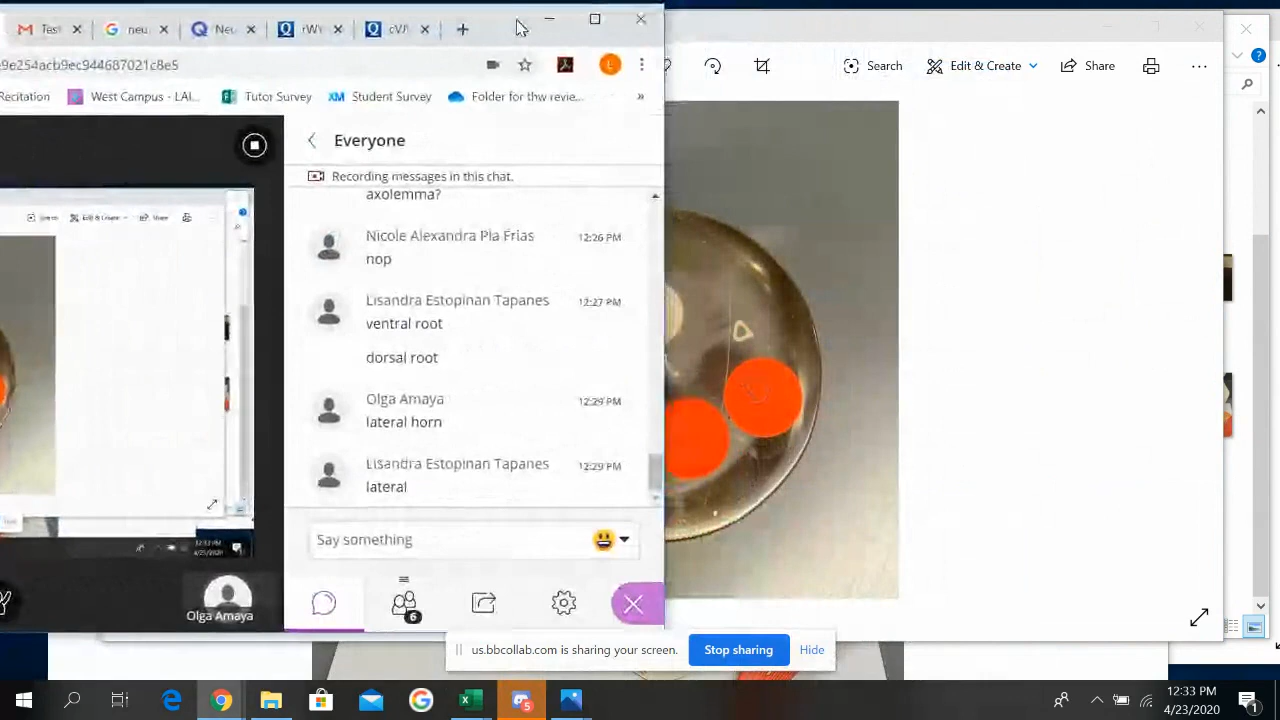 Test
neu
Neu
rW
cVJ
9e254acb9ec944687021c8e5
Recitation
West Campus - LAI...
Tutor Survey
XM Student Survey
Folder for thw revie...
»
Search
Edit & Create
Share
Everyone
Recording messages in this chat.
axolemma?
Nicole Alexandra Pla Frias
12:26 PM
nop
Lisandra Estopinan Tapanes
12:27 PM
ventral root
dorsal root
Olga Amaya
12:29 PM
lateral horn
Lisandra Estopinan Tapanes
12:29 PM
lateral
Say something
6
Olga Amaya
us.bbcollab.com is sharing your screen.
Stop sharing
Hide
5
12:33 PM
4/23/2020
1